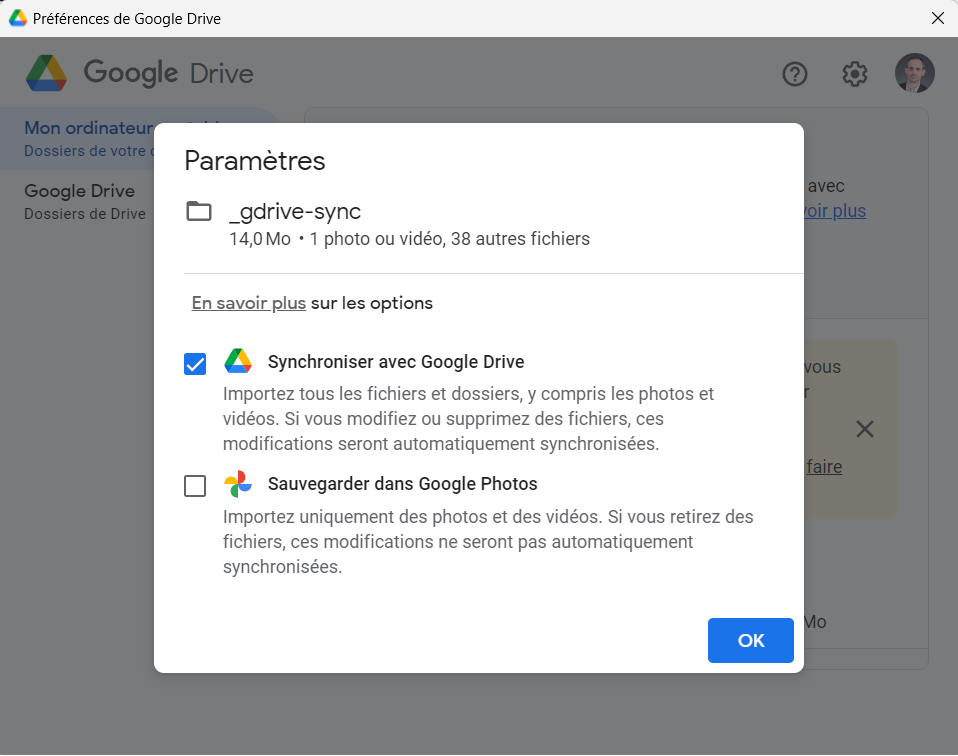 Préférences de Google Drive
Google Drive
Mon ordinateur
Dossiers de votre
Google Drive
Dossiers de Drive
avec
voir plus
vous
faire
Mo
Paramètres
_gdrive-sync
14,0 Mo • 1 photo ou vidéo, 38 autres fichiers
En savoir plus sur les options
Synchroniser avec Google Drive
Importez tous les fichiers et dossiers, y compris les photos et
vidéos. Si vous modifiez ou supprimez des fichiers, ces
modifications seront automatiquement synchronisées.
Sauvegarder dans Google Photos
Importez uniquement des photos et des vidéos. Si vous retirez des
fichiers, ces modifications ne seront pas automatiquement
synchronisées.
OK